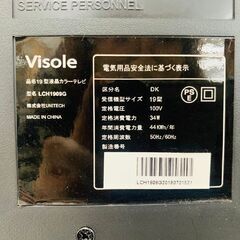 SERVICE PERSONNEL
Visole
品名19型液晶カラーテレビ
型名 LCH1909G
株式会社UNITECH
MADE IN CHINA
電気用品安全法に基づく表示
区分 DK
受信機型サイズ 19型
定格電圧 100V
定格消費電力 34W
年間消費電力 44KWh/年
定格周波数 50Hz/60Hz
製造番号
PSE